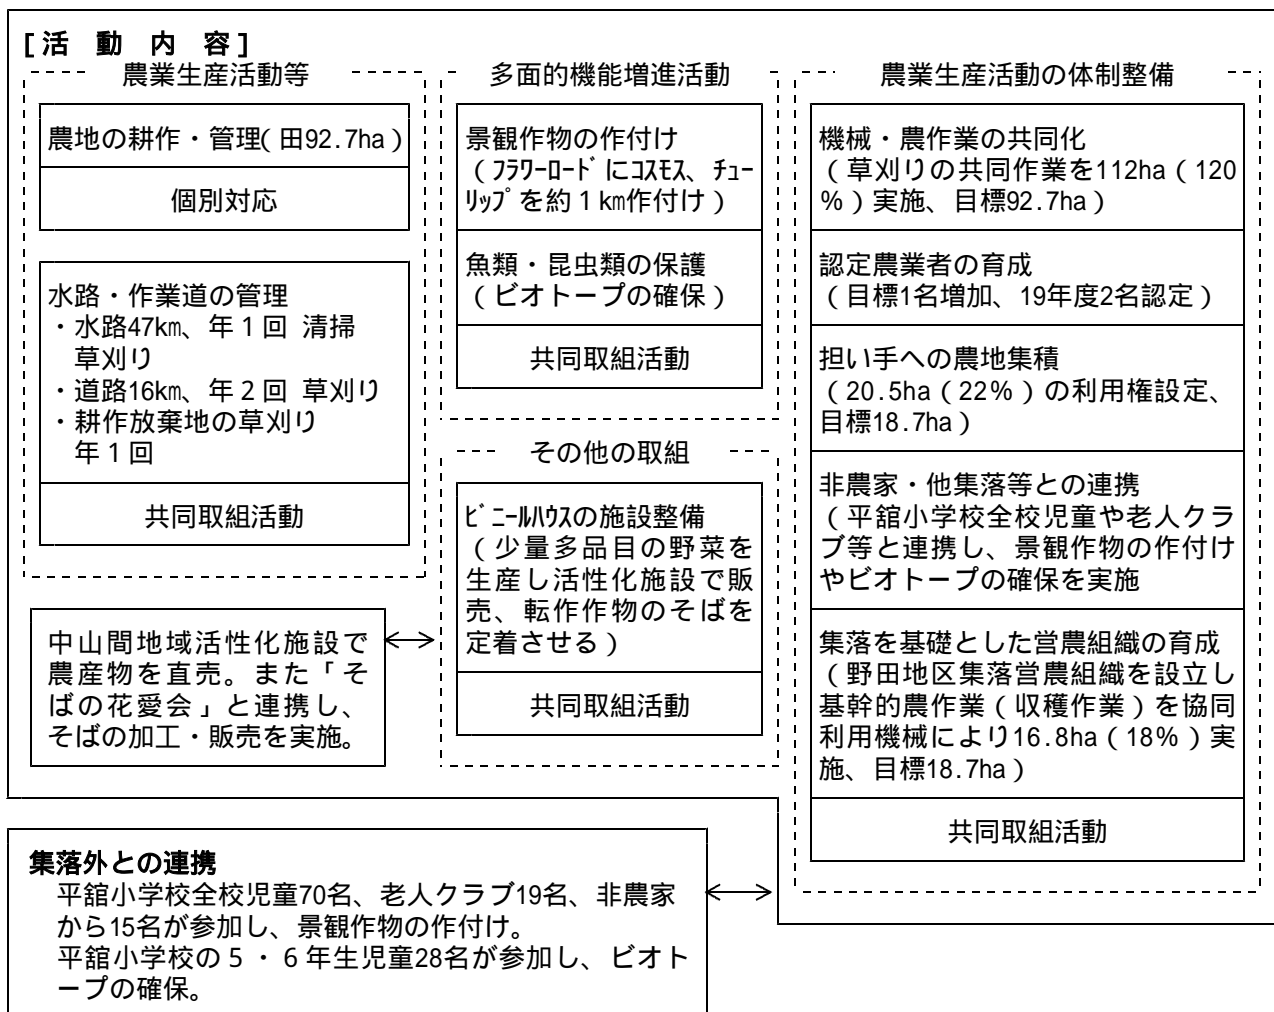 [活　動　内　容]
農業生産活動等
農地の耕作・管理(田92.7ha)
個別対応
水路・作業道の管理
・水路47km、年１回 清掃
草刈り
・道路16km、年２回 草刈り
・耕作放棄地の草刈り
年１回
共同取組活動
多面的機能増進活動
景観作物の作付け
（ﾌﾗﾜｰﾛｰﾄﾞにｺｽﾓｽ、ﾁｭｰ
ﾘｯﾌﾟを約１km作付け）
魚類・昆虫類の保護
（ビオトープの確保）
共同取組活動
その他の取組
ﾋﾞﾆｰﾙﾊｳｽの施設整備
（少量多品目の野菜を
生産し活性化施設で販
売、転作作物のそばを
定着させる）
共同取組活動
中山間地域活性化施設で
農産物を直売。また「そ
ばの花愛会」と連携し、
そばの加工・販売を実施。
農業生産活動の体制整備
機械・農作業の共同化
（草刈りの共同作業を112ha（120
％）実施、目標92.7ha）
認定農業者の育成
（目標1名増加、19年度2名認定）
担い手への農地集積
（20.5ha（22％）の利用権設定、
目標18.7ha）
非農家・他集落等との連携
（平舘小学校全校児童や老人クラ
ブ等と連携し、景観作物の作付け
やビオトープの確保を実施
集落を基礎とした営農組織の育成
（野田地区集落営農組織を設立し
基幹的農作業（収穫作業）を協同
利用機械により16.8ha（18％）実
施、目標18.7ha）
共同取組活動
集落外との連携
平舘小学校全校児童70名、老人クラブ19名、非農家
から15名が参加し、景観作物の作付け。
平舘小学校の５・６年生児童28名が参加し、ビオト
ープの確保。